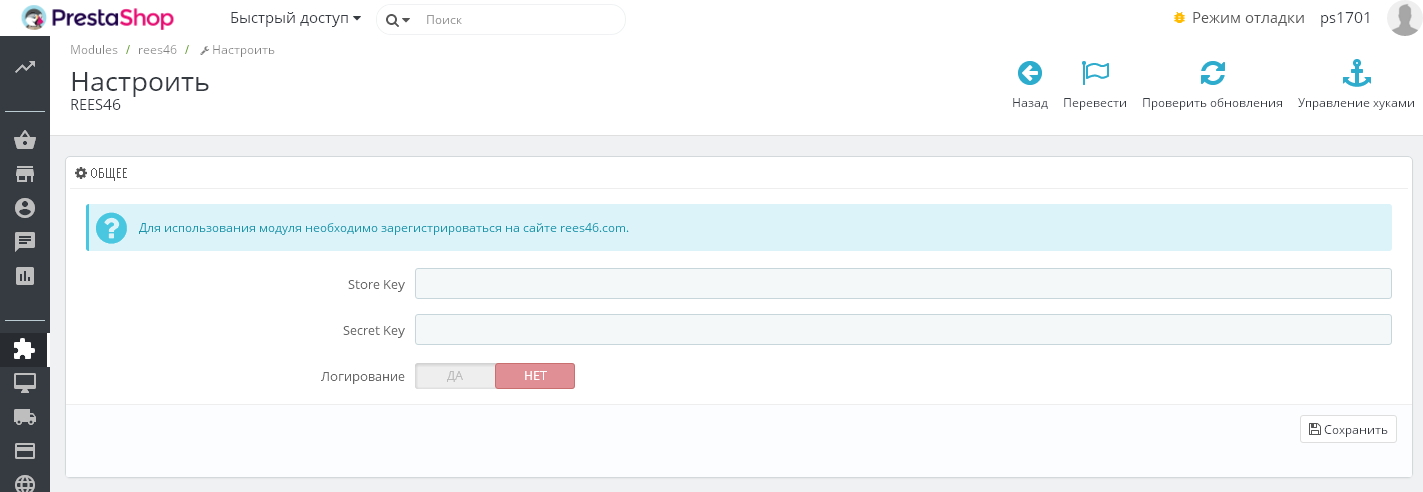 PrestaShop Быстрый доступ Поиск Режим отладки ps1701
Modules / rees46 / Настроить
Настроить
REES46
Назад Перевести Проверить обновления Управление хуками
ОБЩЕЕ
Для использования модуля необходимо зарегистрироваться на сайте rees46.com.
Store Key
Secret Key
Логирование ДА НЕТ
Сохранить